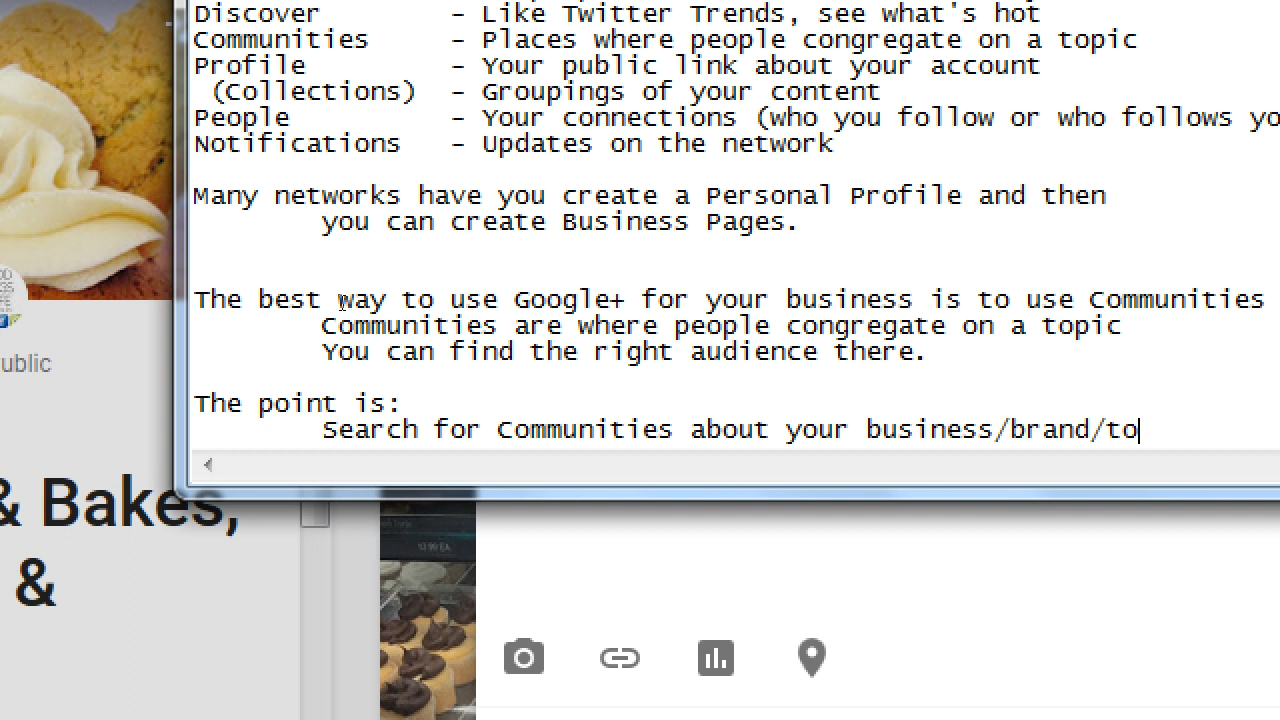 Discover - Like Twitter Trends, see what's hot
Communities - Places where people congregate on a topic
Profile - Your public link about your account
(Collections) - Groupings of your content
People - Your connections (who you follow or who follows yo
Notifications - Updates on the network
Many networks have you create a Personal Profile and then
you can create Business Pages.
The best way to use Google+ for your business is to use Communities
Communities are where people congregate on a topic
You can find the right audience there.
The point is:
Search for Communities about your business/brand/to
ublic
& Bakes,
&